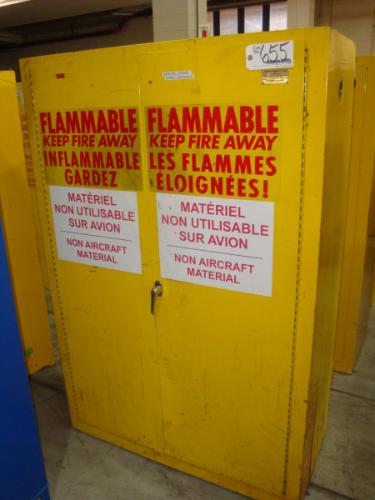 655
FLAMMABLE
KEEP FIRE AWAY
INFLAMMABLE
GARDEZ
FLAMMABLE
KEEP FIRE AWAY
LES FLAMMES
ÉLOIGNÉES!
MATÉRIEL
NON UTILISABLE
SUR AVION
NON AIRCRAFT
MATERIAL
MATÉRIEL
NON UTILISABLE
SUR AVION
NON AIRCRAFT
MATERIAL